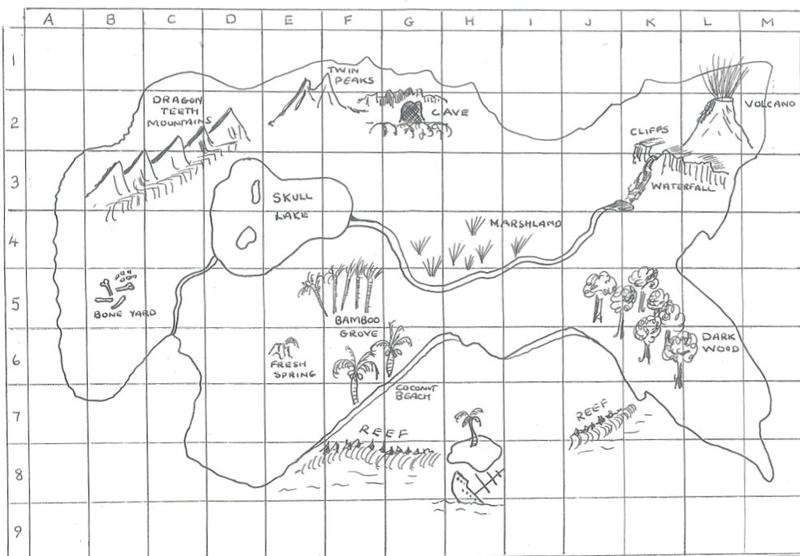 A B C D E F G H I J K L M
1
TWIN
PEAKS
DRAGON
TEETH
MOUNTAINS
2
CAVE
VOLCANO
CLIFFS
3
SKULL
LAKE
WATERFALL
4
MARSHLAND
5
BONE YARD
BAMBOO
GROVE
6
FRESH
SPRING
DARK
WOOD
COCONUT
BEACH
7
REEF
REEF
8
9